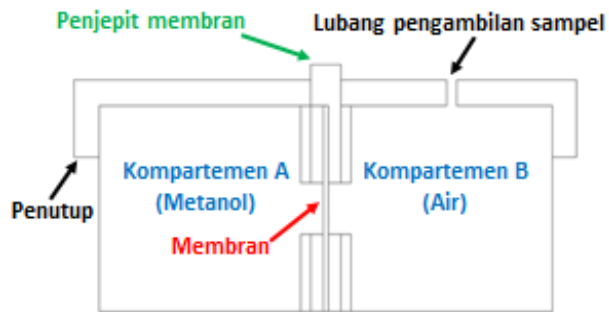 Penjepit membran
Lubang pengambilan sampel
Kompartemen A
(Metanol)
Kompartemen B
(Air)
Penutup
Membran